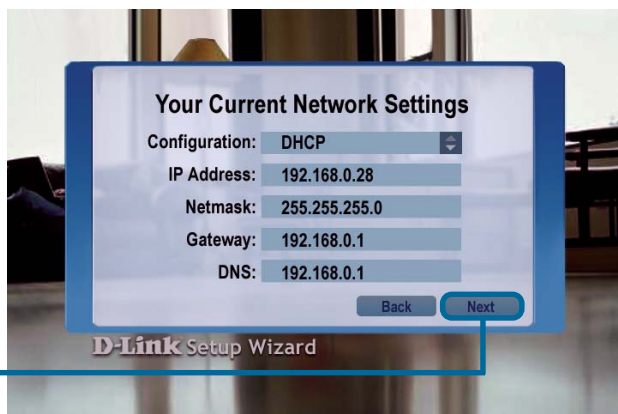 Your Current Network Settings
Configuration: DHCP
IP Address: 192.168.0.28
Netmask: 255.255.255.0
Gateway: 192.168.0.1
DNS: 192.168.0.1
Back Next
D-Link Setup Wizard